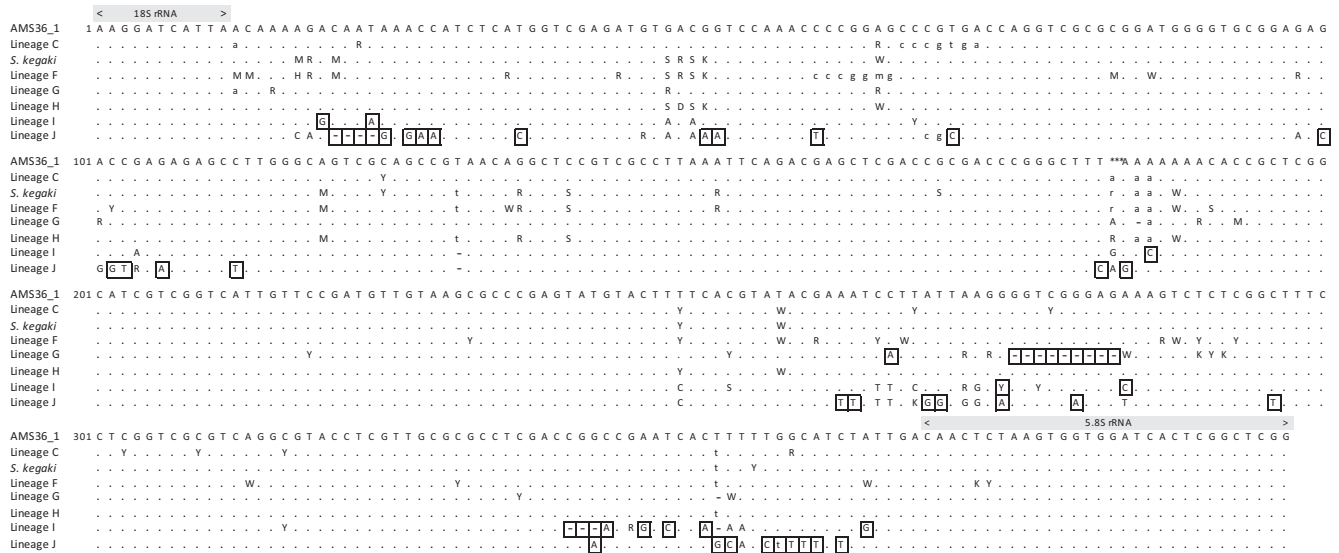 < 18S rRNA >
AMS36_1 1 A A G G A T C A T T A A C A A A A G A C A A T A A A C C A T C T C A T G G T C G A G A T G T G A C G G T C C A A A C C C C G G A G C C C G T G A C C A G G T C G C G C G G A T G G G G T G C G G A G A G
Lineage C a R R c c c g t g a
S. kegaki M R M S R S K W
Lineage F M M H R M R R S R S K c c c g g m g M W R
Lineage G a R R R
Lineage H S D S K W
Lineage I G A A A Y
Lineage J C A - - - - G G A A C R A A A A T c g C A C
AMS36_1 101 A C C G A G A G A G C C T T G G G C A G T C G C A G C C G T A A C A G G C T C C G T C G C C T T A A A T T C A G A C G A G C T C G A C C G C G A C C C G G G C T T T *** A A A A A A C A C C G C T C G G
Lineage C Y a a a
S. kegaki M Y t R S R S r a a W
Lineage F Y M t W R S R r a a W S
Lineage G R A - a R M
Lineage H M t R S R a a W
Lineage I A - G C
Lineage J G G T R A T - C A G
AMS36_1 201 C A T C G T C G G T C A T T G T T C C G A T G T T G T A A G C G C C C G A G T A T G T A C T T T T C A C G T A T A C G A A A T C C T T A T T A A G G G G T C G G G A G A A A G T C T C T C G G C T T T C
Lineage C Y W Y Y
S. kegaki Y W
Lineage F Y Y W R Y W R W Y Y
Lineage G Y Y A R R - - - - - - - - - W K Y K
Lineage H Y W
Lineage I C S T T C R G Y Y C
Lineage J C T T T T K G G G G A A T T
< 5.8S rRNA >
AMS36_1 301 C T C G G T C G C G T C A G G C G T A C C T C G T T G C G C G C C T C G A C C G G C C G A A T C A C T T T T T G G C A T C T A T T G A C A A C T C T A A G T G G T G G A T C A C T C G G C T C G G
Lineage C Y Y Y t R
S. kegaki t Y
Lineage F W Y t W K Y
Lineage G Y - W
Lineage H t
Lineage I Y - - - A R G C A - A A G
Lineage J A G C A C t T T T T